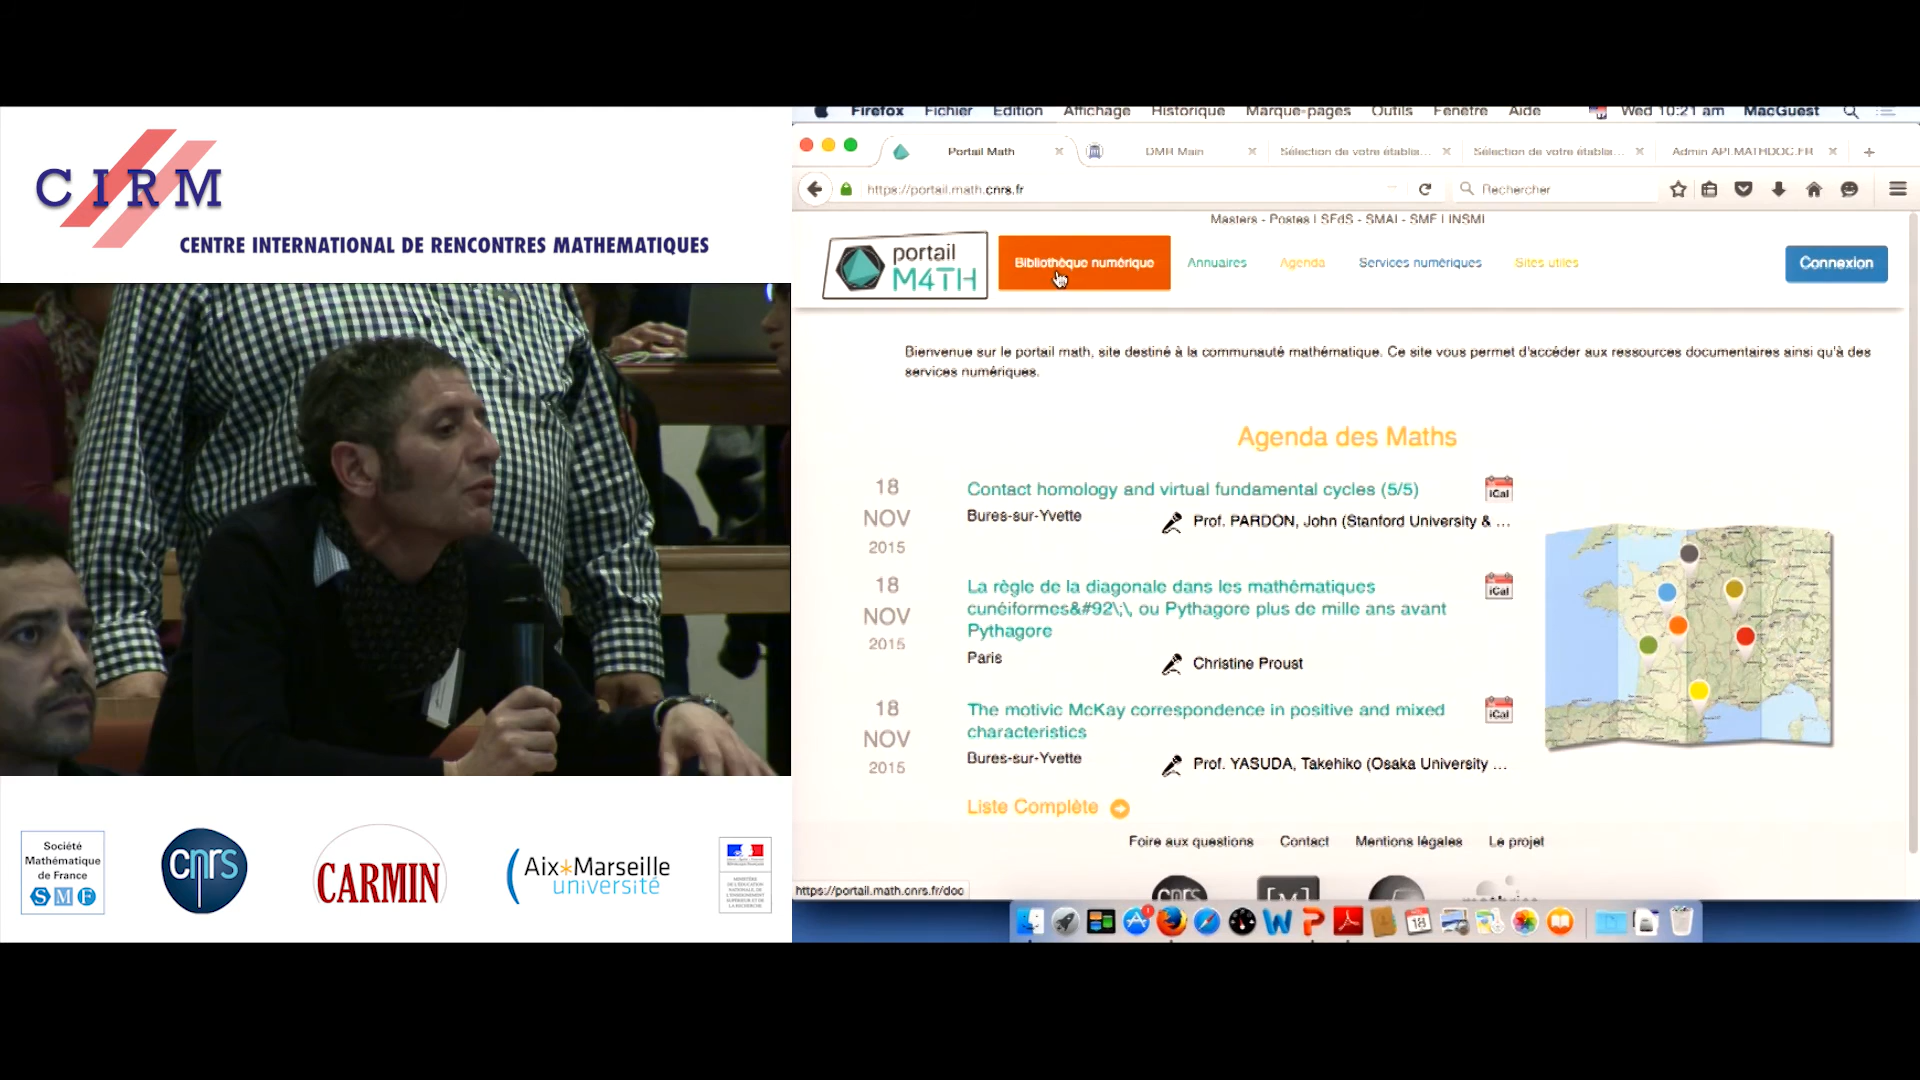 CIRM
CENTRE INTERNATIONAL DE RENCONTRES MATHEMATIQUES
Société
Mathématique
de France
SMF
cnrs
CARMIN
Aix*Marseille
université
Firefox Fichier Edition Affichage Historique Marque-pages Outils Fenêtre Aide Wed 10:21 am MacGuest
Portail Math DMR Main Sélection de votre établis... Sélection de votre établis... Admin API.MATHDOC.FR
https://portail.math.cnrs.fr Rechercher
Masters - Postes | SFdS - SMAI - SMF | INSMI
portail
M4TH
Bibliothèque numérique Annuaires Agenda Services numériques Sites utiles Connexion
Bienvenue sur le portail math, site destiné à la communauté mathématique. Ce site vous permet d'accéder aux ressources documentaires ainsi qu'à des
services numériques.
Agenda des Maths
18
NOV
2015
Contact homology and virtual fundamental cycles (5/5)
Bures-sur-Yvette
Prof. PARDON, John (Stanford University & ...
iCal
18
NOV
2015
La règle de la diagonale dans les mathématiques
cunéiformes&#92\;\, ou Pythagore plus de mille ans avant
Pythagore
Paris
Christine Proust
iCal
18
NOV
2015
The motivic McKay correspondence in positive and mixed
characteristics
Bures-sur-Yvette
Prof. YASUDA, Takehiko (Osaka University ...
iCal
Liste Complète
Foire aux questions Contact Mentions légales Le projet
https://portail.math.cnrs.fr/doc
cnrs